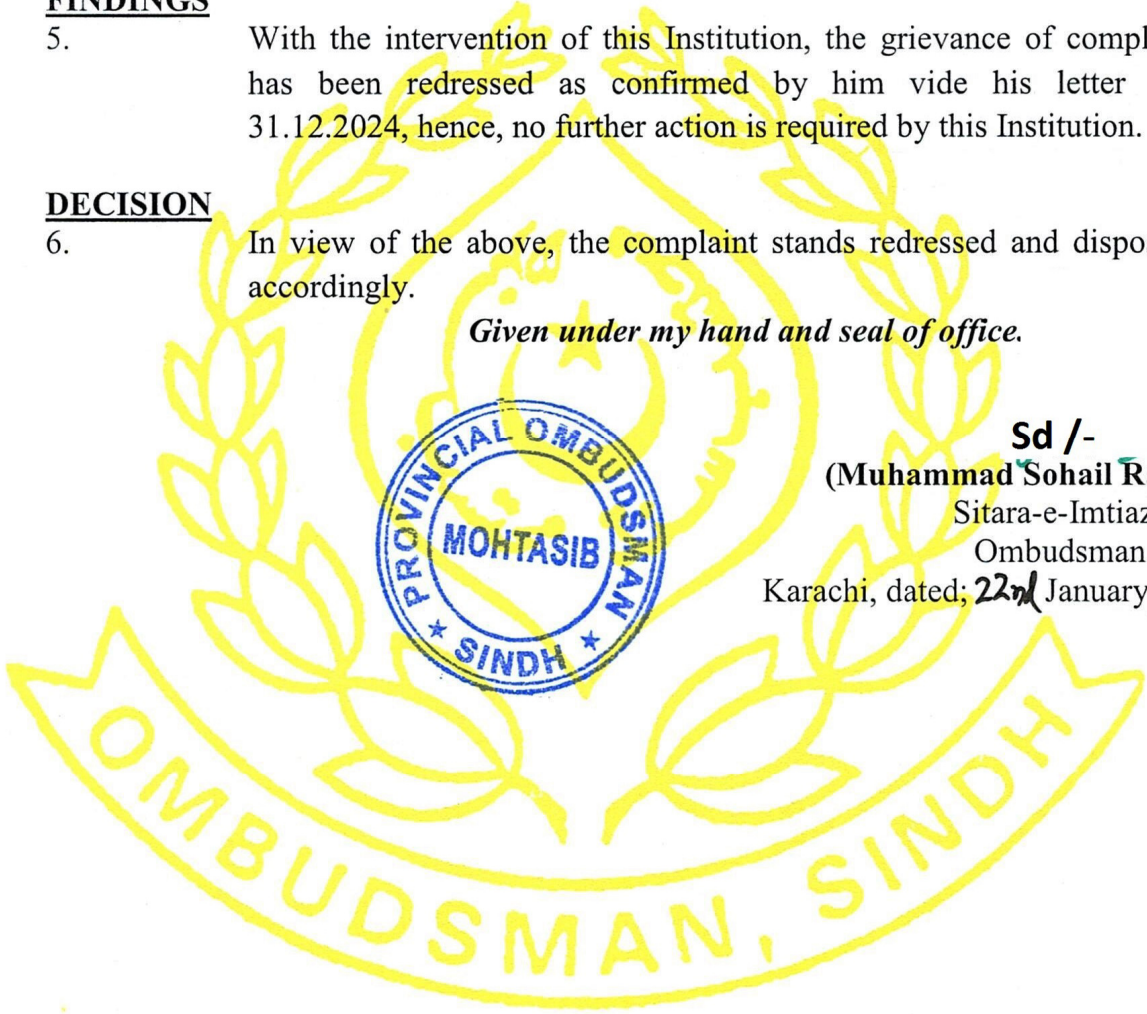 FINDINGS
5. With the intervention of this Institution, the grievance of compl
has been redressed as confirmed by him vide his letter
31.12.2024, hence, no further action is required by this Institution.
DECISION
6. In view of the above, the complaint stands redressed and dispo
accordingly.
Given under my hand and seal of office.
Sd /-
(Muhammad Sohail R
Sitara-e-Imtiaz
Ombudsman
Karachi, dated; 22nd January
PROVINCIAL OMBUDSMAN
MOHTASIB
★ SINDH ★
OMBUDSMAN, SINDH